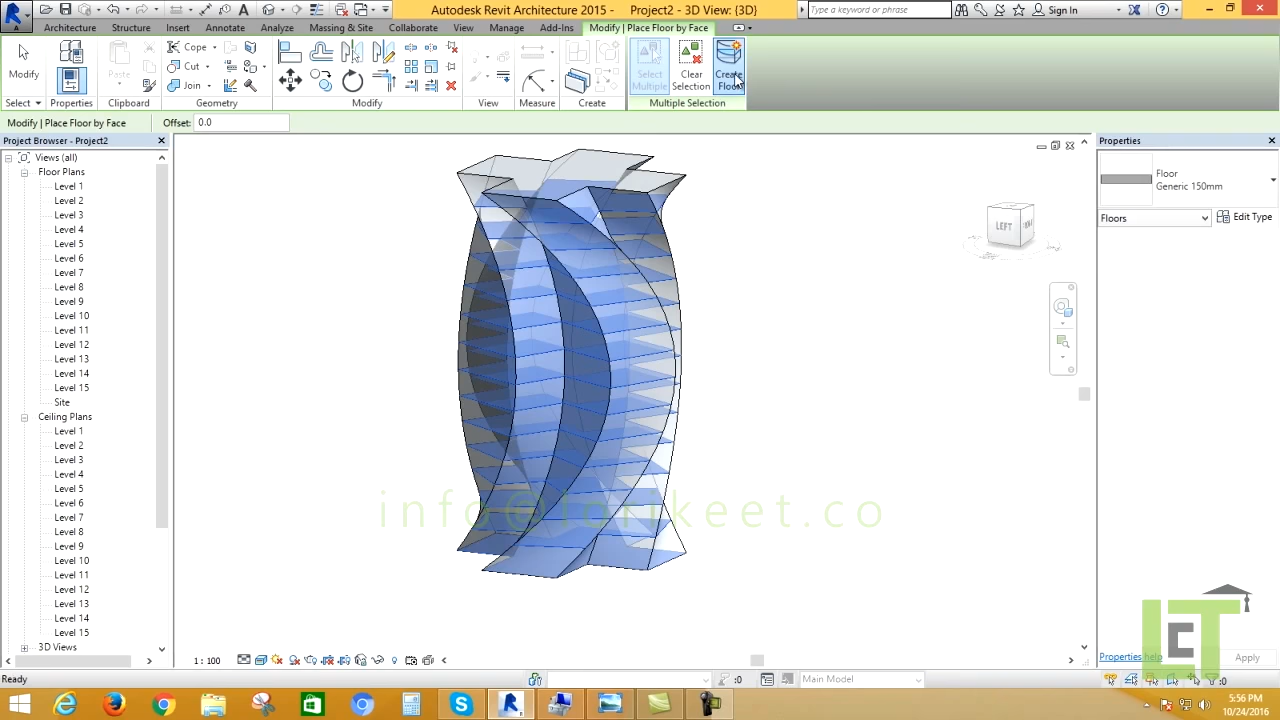 Autodesk Revit Architecture 2015 -     Project2 - 3D View: {3D}
Type a keyword or phrase
Sign In
Architecture
Structure
Insert
Annotate
Analyze
Massing & Site
Collaborate
View
Manage
Add-Ins
Modify | Place Floor by Face
Modify
Paste
Cope
Cut
Join
Select Multiple
Clear Selection
Create Floor
Select
Properties
Clipboard
Geometry
Modify
View
Measure
Create
Multiple Selection
Modify | Place Floor by Face
Offset: 0.0
Project Browser - Project2
Views (all)
Floor Plans
Level 1
Level 2
Level 3
Level 4
Level 5
Level 6
Level 7
Level 8
Level 9
Level 10
Level 11
Level 12
Level 13
Level 14
Level 15
Site
Ceiling Plans
Level 1
Level 2
Level 3
Level 4
Level 5
Level 6
Level 7
Level 8
Level 9
Level 10
Level 11
Level 12
Level 13
Level 14
Level 15
3D Views
LEFT
info@lorikeet.co
Properties
Floor
Generic 150mm
Floors
Edit Type
Properties help
Apply
LCT
1 : 100
Ready
:0
Main Model
:0
5:56 PM
10/24/2016